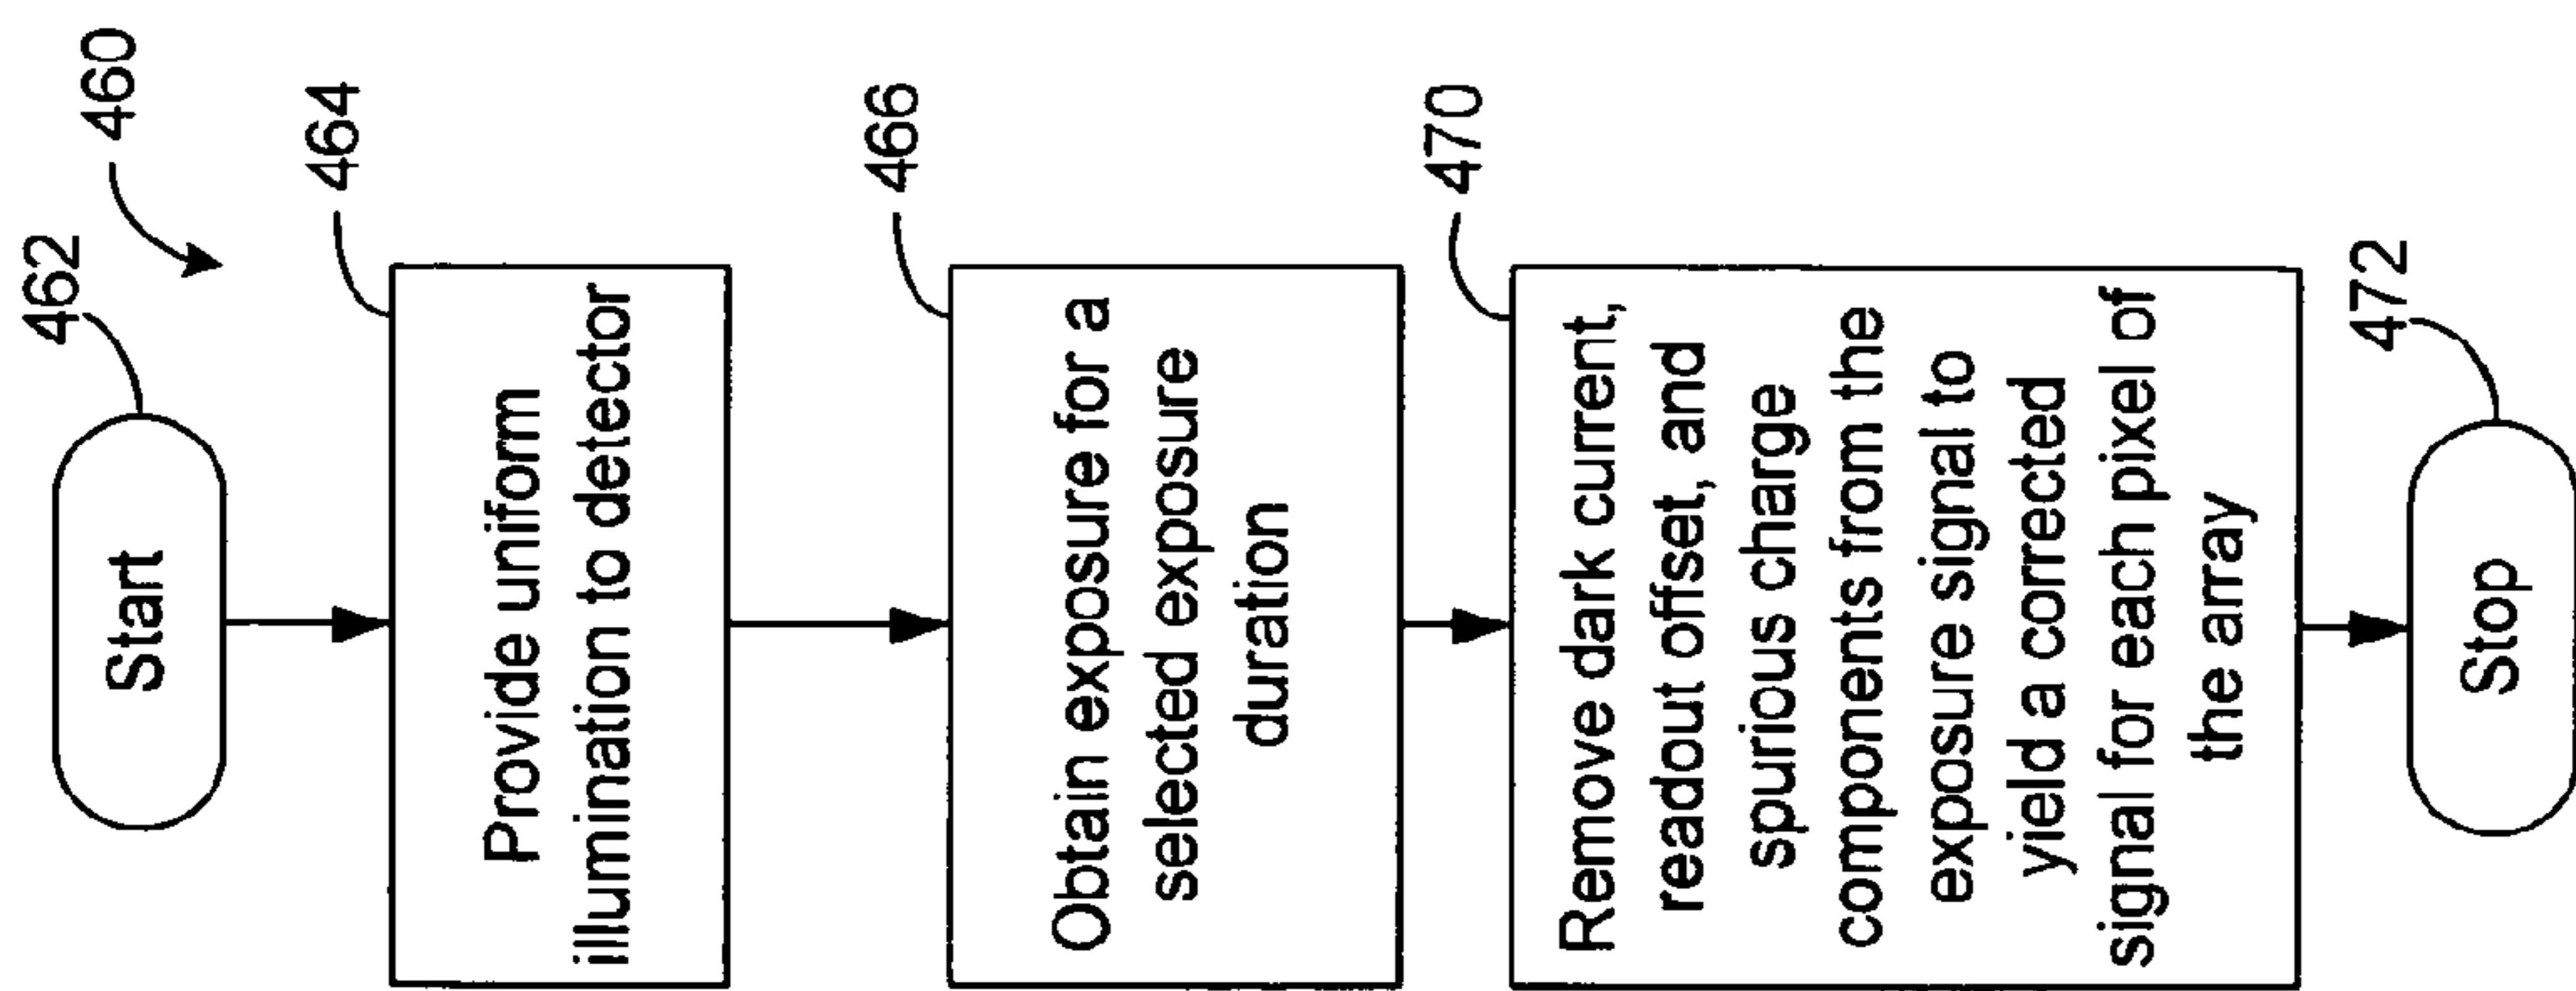 460
462
Start
464
Provide uniform
illumination to detector
466
Obtain exposure for a
selected exposure
duration
470
Remove dark current,
readout offset, and
spurious charge
components from the
exposure signal to
yield a corrected
signal for each pixel of
the array
472
Stop